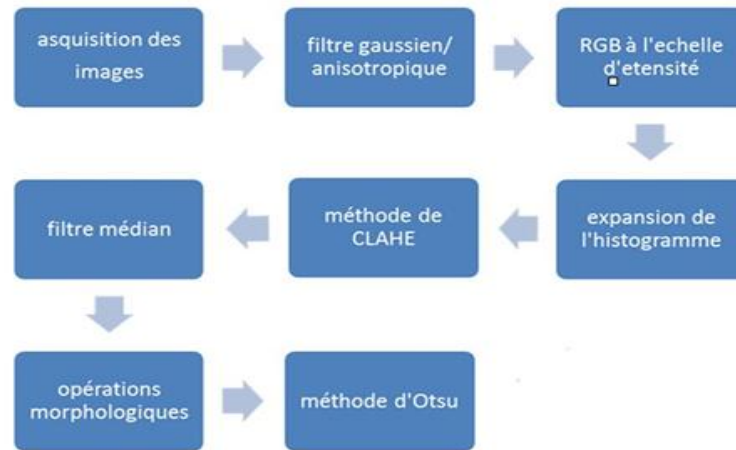 asquisition des
images
filtre gaussien/
anisotropique
RGB à l'echelle
d'etensité
expansion de
l'histogramme
méthode de
CLAHE
filtre médian
opérations
morphologiques
méthode d'Otsu